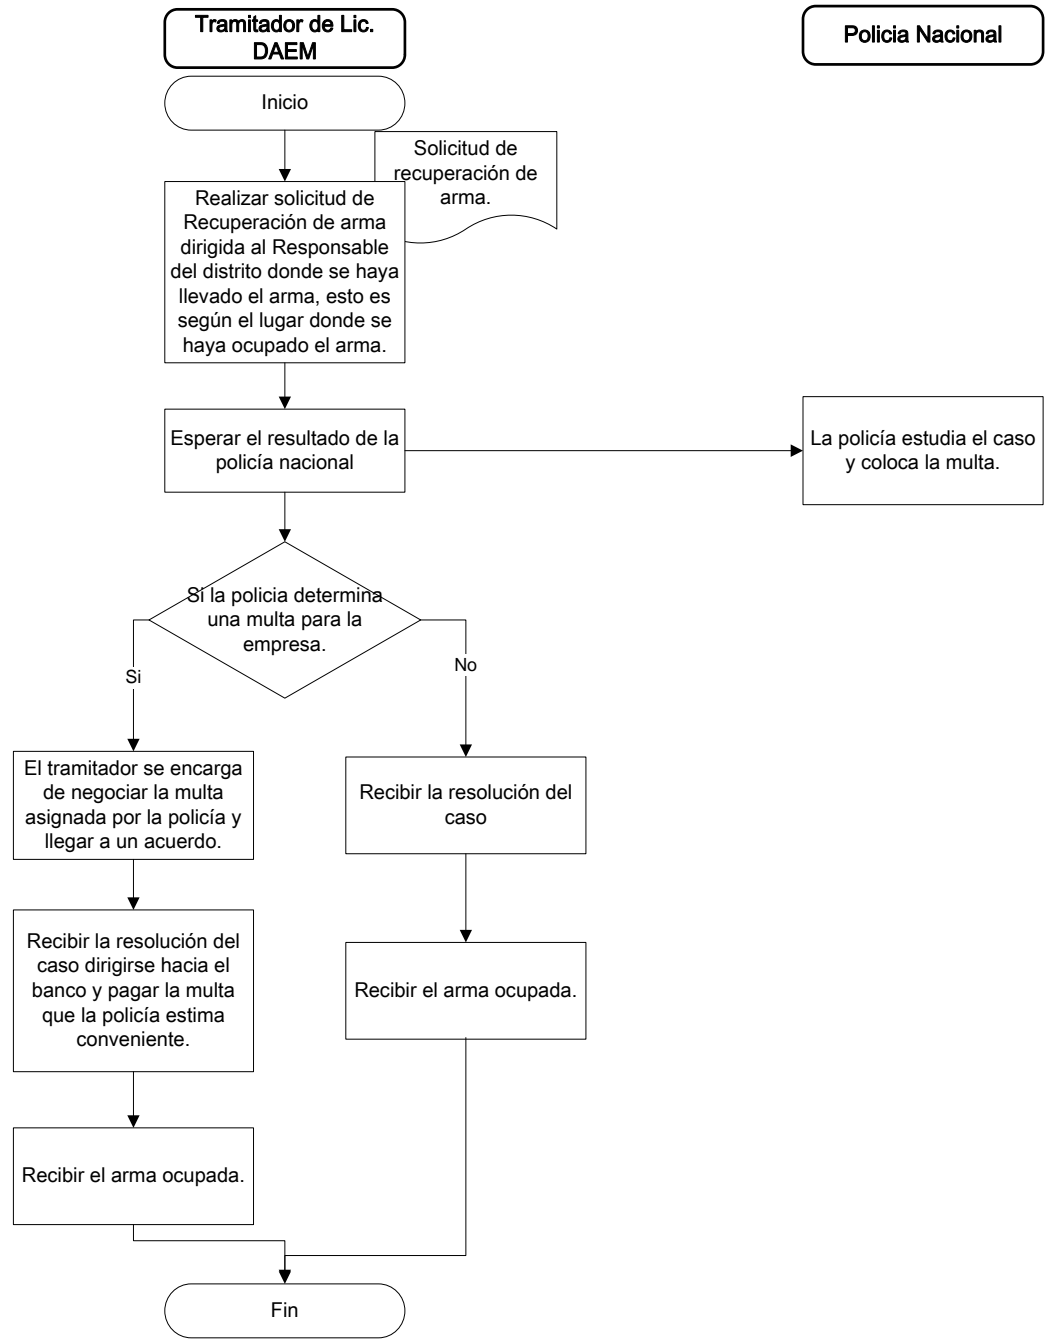 Tramitador de Lic.
DAEM
Policia Nacional
Inicio
Solicitud de
recuperación de
arma.
Realizar solicitud de
Recuperación de arma
dirigida al Responsable
del distrito donde se haya
llevado el arma, esto es
según el lugar donde se
haya ocupado el arma.
Esperar el resultado de la
policía nacional
La policía estudia el caso
y coloca la multa.
Si la policia determina
una multa para la
empresa.
Si
No
El tramitador se encarga
de negociar la multa
asignada por la policía y
llegar a un acuerdo.
Recibir la resolución del
caso
Recibir la resolución del
caso dirigirse hacia el
banco y pagar la multa
que la policía estima
conveniente.
Recibir el arma ocupada.
Recibir el arma ocupada.
Fin